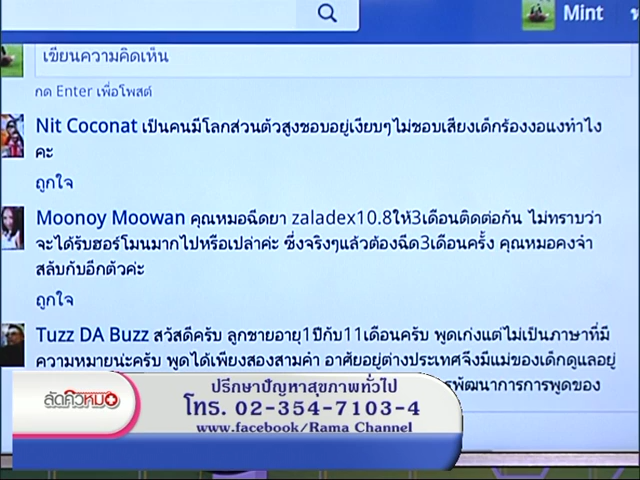 Mint
เขียนความคิดเห็น
กด Enter เพื่อโพสต์
Nit Coconat เป็นคนมีโลกส่วนตัวสูงชอบอยู่เงียบๆไม่ชอบเสียงเด็กร้องงอแงทำไง
คะ
ถูกใจ
Moonoy Moowan คุณหมอฉีดยา zaladex10.8ให้3เดือนติดต่อกัน ไม่ทราบว่า
จะได้รับฮอร์โมนมากไปหรือเปล่าค่ะ ซึ่งจริงๆแล้วต้องฉีด3เดือนครั้ง คุณหมอคงจำ
สลับกับอีกตัวค่ะ
ถูกใจ
Tuzz DA Buzz สวัสดีครับ ลูกชายอายุ1ปีกับ11เดือนครับ พูดเก่งแต่ไม่เป็นภาษาที่มี
ความหมายน่ะครับ พูดได้เพียงสองสามคำ อาศัยอยู่ต่างประเทศจึงมีแม่ของเด็กดูแลอยู่
รพัฒนาการการพูดของ
ลัดคิวหมอ
ปรึกษาปัญหาสุขภาพทั่วไป
โทร. 02-354-7103-4
www.facebook/Rama Channel